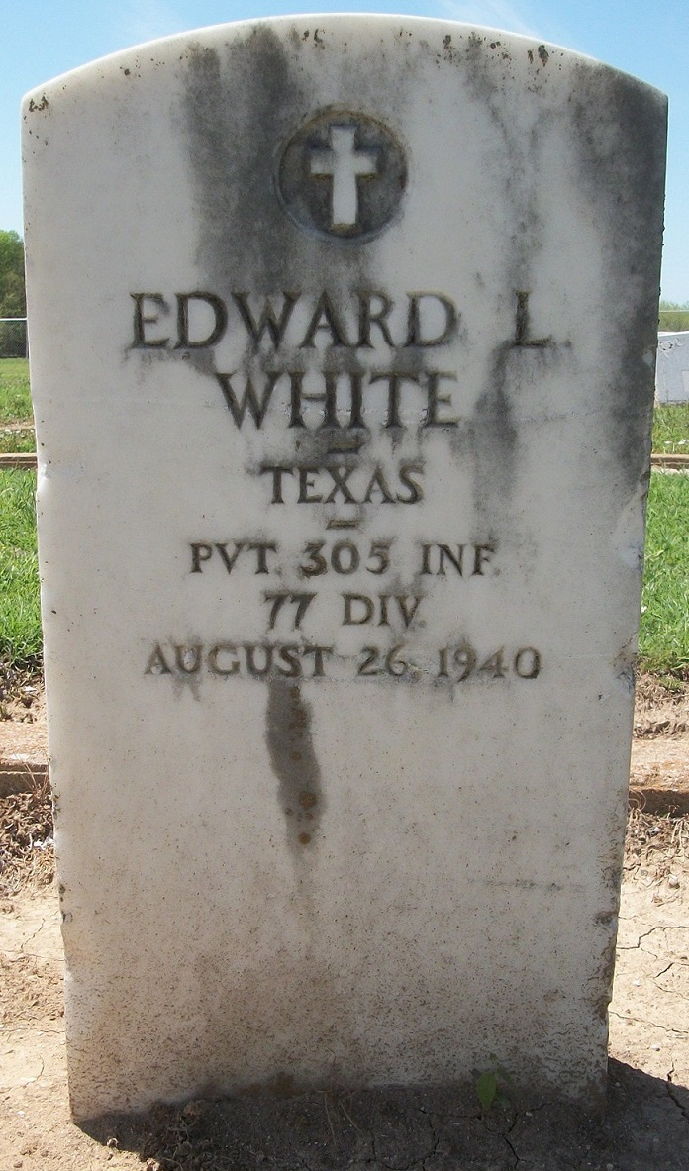 EDWARD L.
WHITE
TEXAS
PVT. 305 INF.
77 DIV.
AUGUST 26 1940